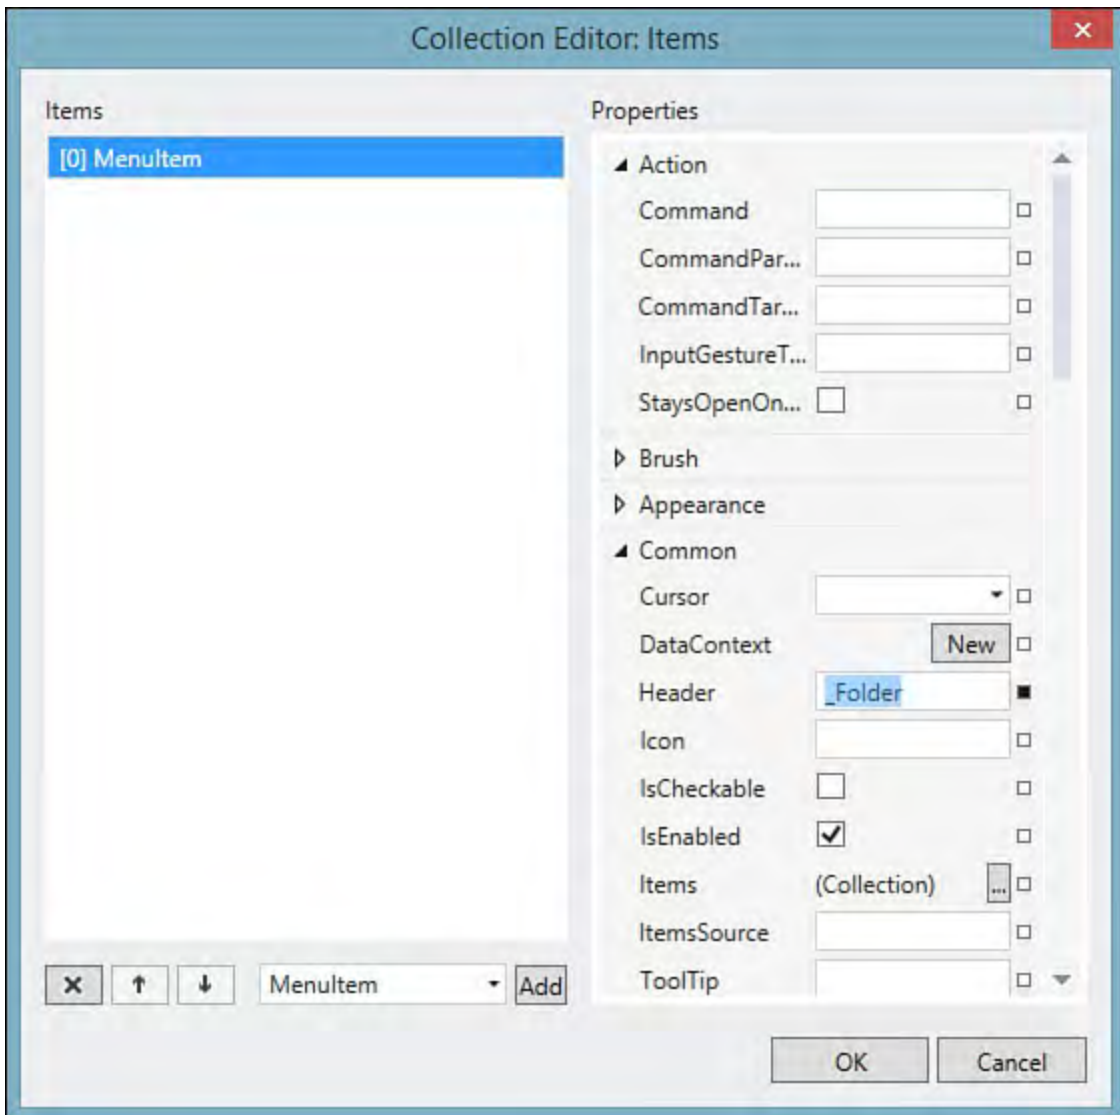 Collection Editor: Items
Items
Properties
[0] MenuItem
Action
Command
CommandPar...
CommandTar...
InputGestureT...
StaysOpenOn...
Brush
Appearance
Common
Cursor
DataContext New
Header _Folder
Icon
IsCheckable
IsEnabled
Items (Collection) ...
ItemsSource
ToolTip
MenuItem Add
OK Cancel